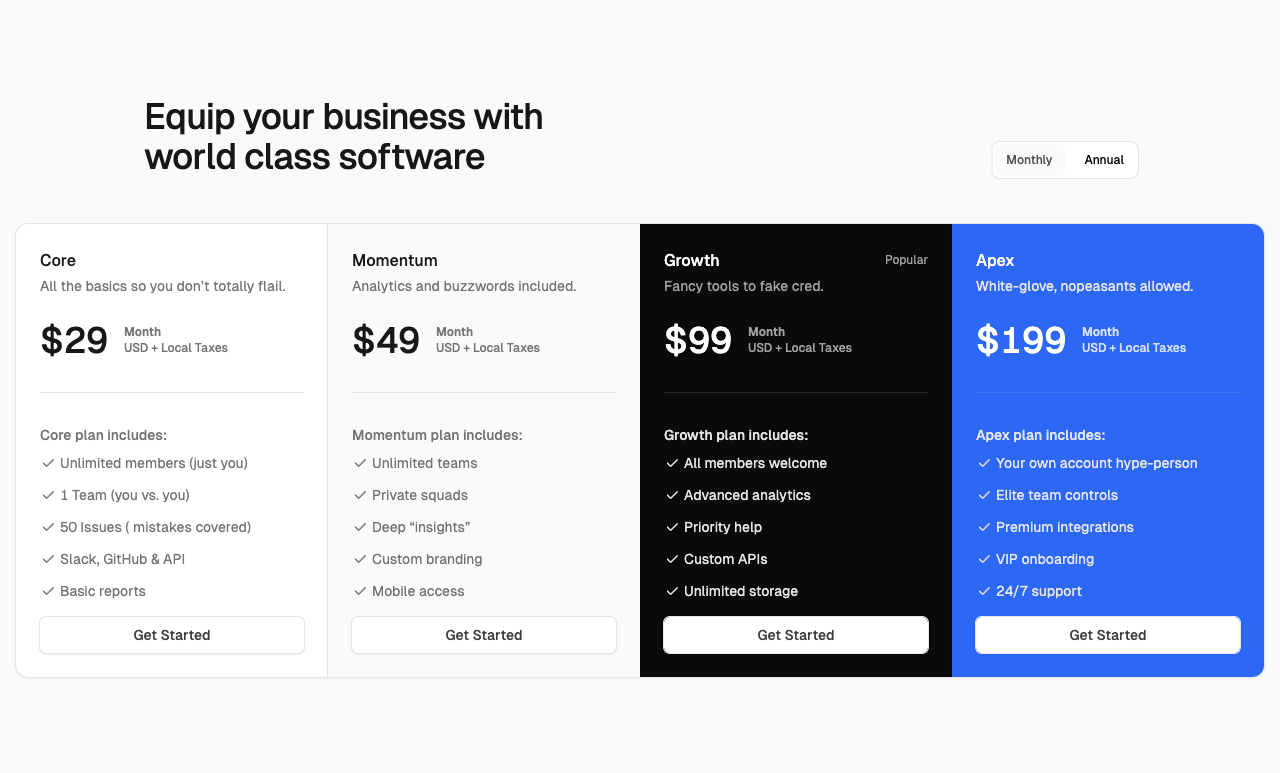 Equip your business with
world class software
Monthly
Annual
Core
All the basics so you don’t totally flail.
$29
Month
USD + Local Taxes
Core plan includes:
Unlimited members (just you)
1 Team (you vs. you)
50 Issues ( mistakes covered)
Slack, GitHub & API
Basic reports
Get Started
Momentum
Analytics and buzzwords included.
$49
Month
USD + Local Taxes
Momentum plan includes:
Unlimited teams
Private squads
Deep “insights”
Custom branding
Mobile access
Get Started
Growth
Popular
Fancy tools to fake cred.
$99
Month
USD + Local Taxes
Growth plan includes:
All members welcome
Advanced analytics
Priority help
Custom APIs
Unlimited storage
Get Started
Apex
White-glove, nopeasants allowed.
$199
Month
USD + Local Taxes
Apex plan includes:
Your own account hype-person
Elite team controls
Premium integrations
VIP onboarding
24/7 support
Get Started